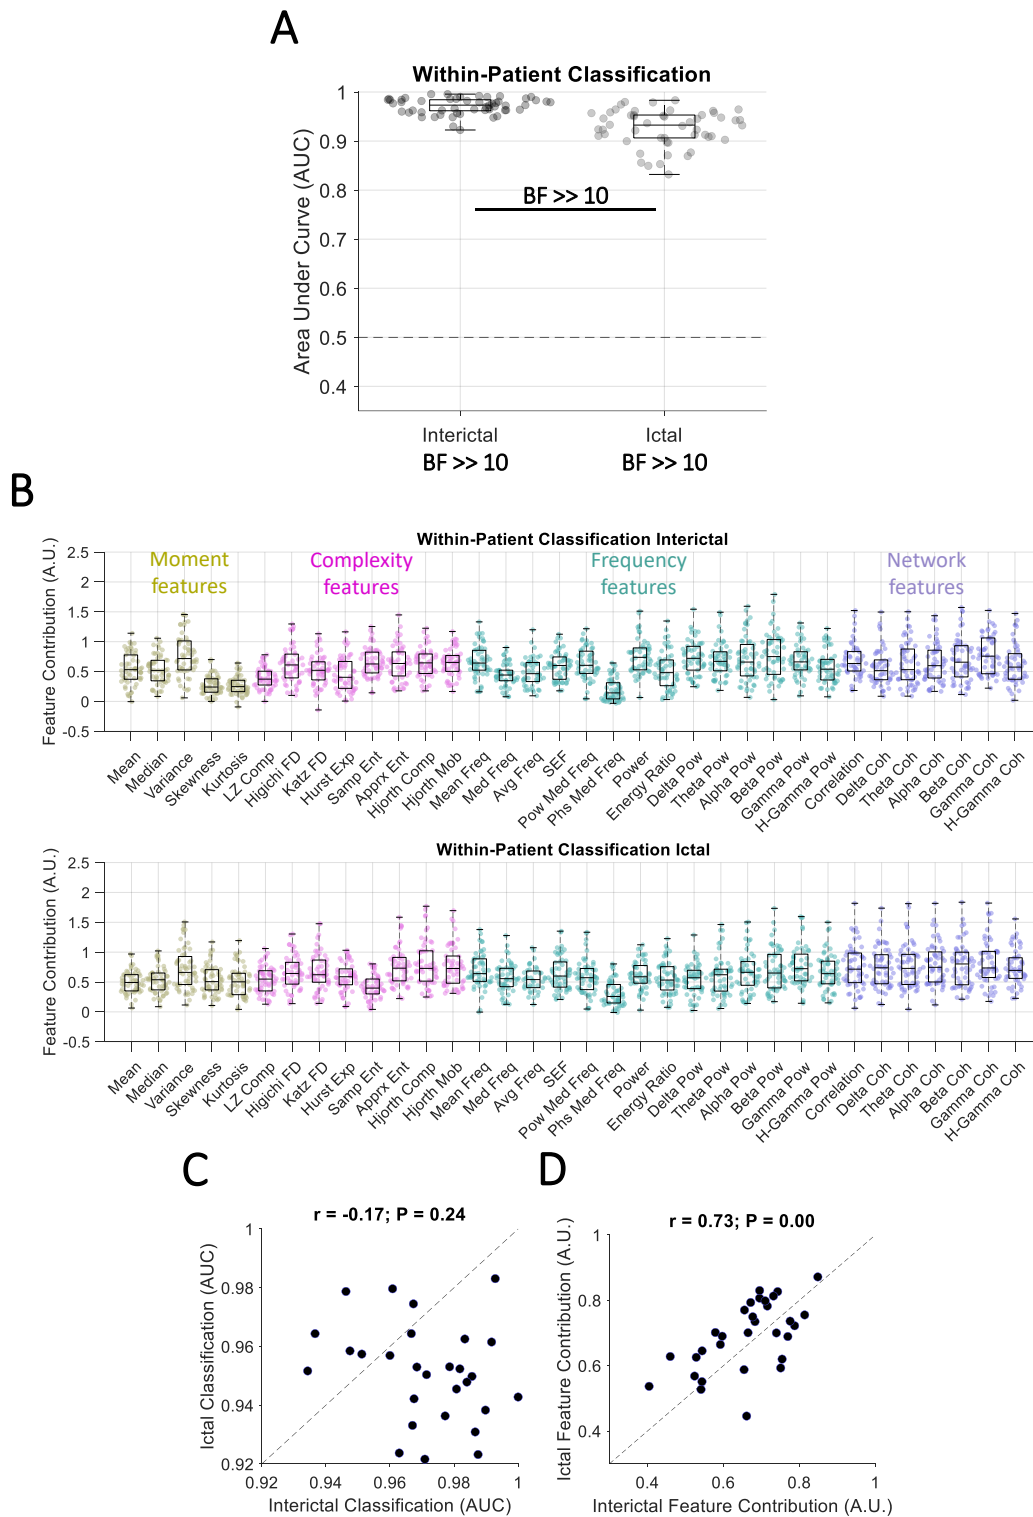 A
Within-Patient Classification
Area Under Curve (AUC)
1
0.9
0.8
0.7
0.6
0.5
0.4
BF >> 10
Interictal
Ictal
BF >> 10
BF >> 10
B
Within-Patient Classification Interictal
Feature Contribution (A.U.)
2.5
2
1.5
1
0.5
0
-0.5
Moment
features
Complexity
features
Frequency
features
Network
features
Mean
Median
Variance
Skewness
Kurtosis
LZ Comp
Higichi FD
Katz FD
Hurst Exp
Samp Ent
Apprx Ent
Hjorth Comp
Hjorth Mob
Mean Freq
Med Freq
Avg Freq
SEF
Pow Med Freq
Phs Med Freq
Power
Energy Ratio
Delta Pow
Theta Pow
Alpha Pow
Beta Pow
Gamma Pow
H-Gamma Pow
Correlation
Delta Coh
Theta Coh
Alpha Coh
Beta Coh
Gamma Coh
H-Gamma Coh
Within-Patient Classification Ictal
Feature Contribution (A.U.)
2.5
2
1.5
1
0.5
0
-0.5
Mean
Median
Variance
Skewness
Kurtosis
LZ Comp
Higichi FD
Katz FD
Hurst Exp
Samp Ent
Apprx Ent
Hjorth Comp
Hjorth Mob
Mean Freq
Med Freq
Avg Freq
SEF
Pow Med Freq
Phs Med Freq
Power
Energy Ratio
Delta Pow
Theta Pow
Alpha Pow
Beta Pow
Gamma Pow
H-Gamma Pow
Correlation
Delta Coh
Theta Coh
Alpha Coh
Beta Coh
Gamma Coh
H-Gamma Coh
C
r = -0.17; P = 0.24
Ictal Classification (AUC)
1
0.98
0.96
0.94
0.92
0.92
0.94
0.96
0.98
1
Interictal Classification (AUC)
D
r = 0.73; P = 0.00
Ictal Feature Contribution (A.U.)
1
0.8
0.6
0.4
0.4
0.6
0.8
1
Interictal Feature Contribution (A.U.)